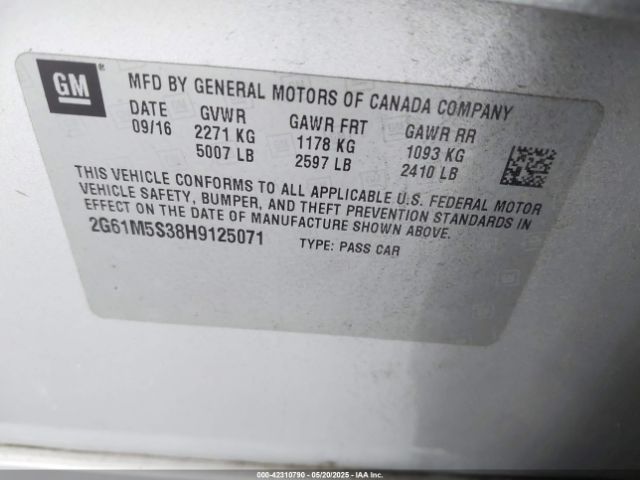 GM ®
MFD BY GENERAL MOTORS OF CANADA COMPANY
DATE GVWR GAWR FRT GAWR RR
09/16 2271 KG 1178 KG 1093 KG
5007 LB 2597 LB 2410 LB
THIS VEHICLE CONFORMS TO ALL APPLICABLE U.S. FEDERAL MOTOR
VEHICLE SAFETY, BUMPER, AND THEFT PREVENTION STANDARDS IN
EFFECT ON THE DATE OF MANUFACTURE SHOWN ABOVE.
2G61M5S38H9125071 TYPE: PASS CAR
000-42310790 - 05/20/2025 - IAA Inc.